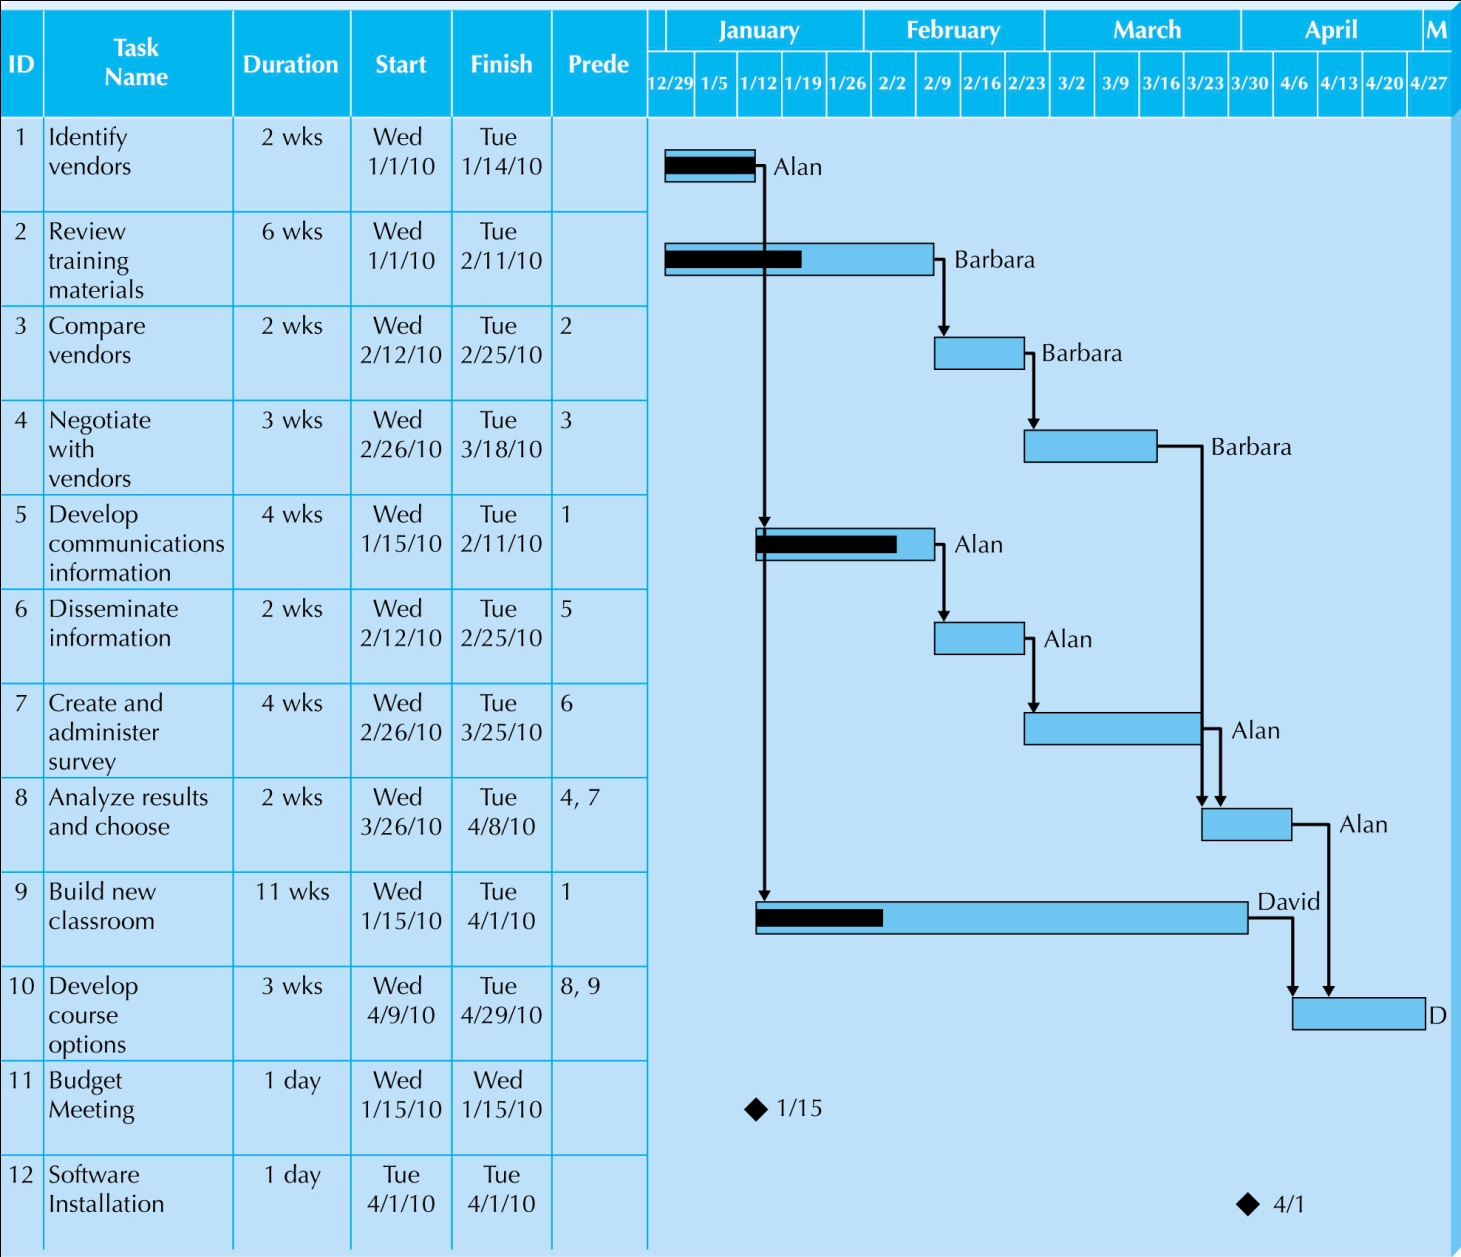 January February March April M
ID Task Name Duration Start Finish Prede
12/29 1/5 1/12 1/19 1/26 2/2 2/9 2/16 2/23 3/2 3/9 3/16 3/23 3/30 4/6 4/13 4/20 4/27
1 Identify 2 wks Wed Tue
vendors 1/1/10 1/14/10
Alan
2 Review 6 wks Wed Tue
training 1/1/10 2/11/10 Barbara
materials
3 Compare 2 wks Wed Tue 2
vendors 2/12/10 2/25/10 Barbara
4 Negotiate 3 wks Wed Tue 3
with 2/26/10 3/18/10 Barbara
vendors
5 Develop 4 wks Wed Tue 1
communications 1/15/10 2/11/10 Alan
information
6 Disseminate 2 wks Wed Tue 5
information 2/12/10 2/25/10 Alan
7 Create and 4 wks Wed Tue 6
administer 2/26/10 3/25/10 Alan
survey
8 Analyze results 2 wks Wed Tue 4, 7
and choose 3/26/10 4/8/10 Alan
9 Build new 11 wks Wed Tue 1 David
classroom 1/15/10 4/1/10
10 Develop 3 wks Wed Tue 8, 9
course 4/9/10 4/29/10 D
options
11 Budget 1 day Wed Wed
Meeting 1/15/10 1/15/10 1/15
12 Software 1 day Tue Tue
Installation 4/1/10 4/1/10 4/1